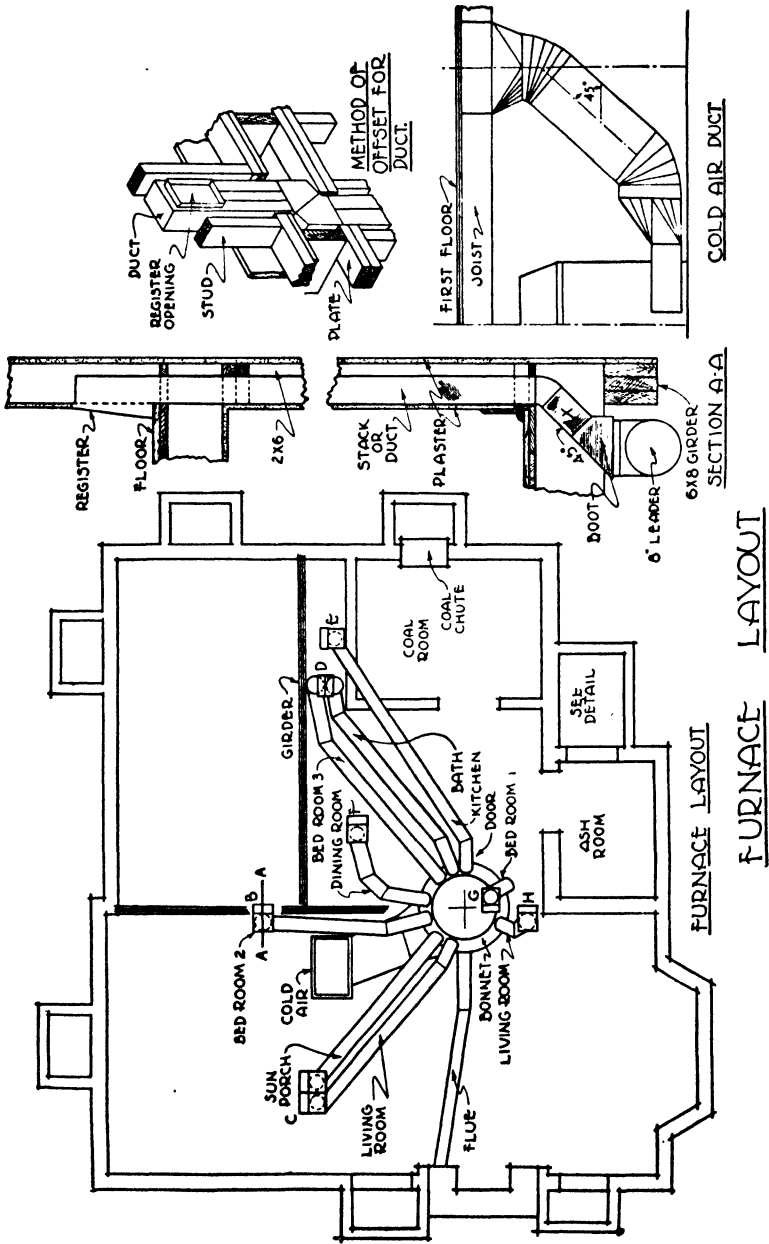 METHOD OF
OFF-SET FOR
DUCT.
DUCT
REGISTER
OPENING
STUD
PLATE
FIRST FLOOR
JOIST
45°
COLD AIR DUCT
REGISTER
FLOOR
2X6
STACK
OR
DUCT
PLASTER
45°
BOOT
8" LEADER
6X8 GIRDER
SECTION A-A
GIRDER
COAL
ROOM
COAL
CHUTE
E
D
BED ROOM 3
BATH
DINING ROOM
F
KITCHEN
DOOR
BED ROOM 1
SEE
DETAIL
ASH
ROOM
A
B
A
BED ROOM 2
COLD
AIR
G
H
BONNET
LIVING ROOM
SUN
PORCH
C
LIVING
ROOM
FLUE
FURNACE LAYOUT
FURNACE LAYOUT